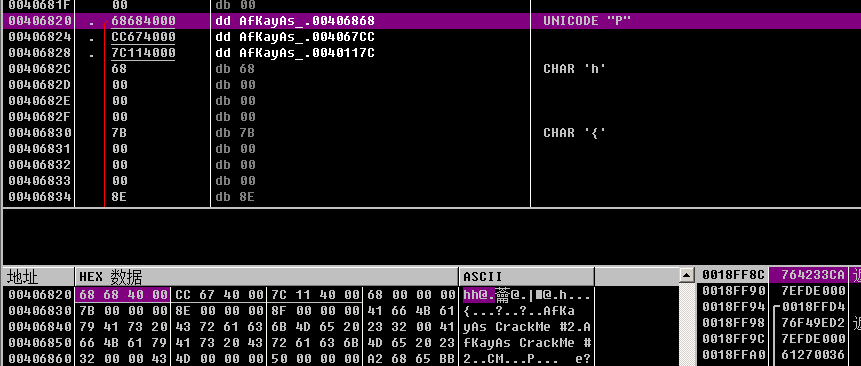 0040681F 00 db 00
00406820 . 68684000 dd AfKayAs_.00406868 UNICODE "P"
00406824 . CC674000 dd AfKayAs_.004067CC
00406828 . 7C114000 dd AfKayAs_.0040117C
0040682C 68 db 68 CHAR 'h'
0040682D 00 db 00
0040682E 00 db 00
0040682F 00 db 00
00406830 7B db 7B CHAR '{'
00406831 00 db 00
00406832 00 db 00
00406833 00 db 00
00406834 8E db 8E
地址 HEX 数据 ASCII
00406820 68 68 40 00 CC 67 40 00 7C 11 40 00 68 00 00 00 hh@. @.|■@.h...
00406830 7B 00 00 00 8E 00 00 00 8F 00 00 00 41 66 4B 61 {...?..?..AfKa
00406840 79 41 73 20 43 72 61 63 6B 4D 65 20 23 32 00 41 yAs CrackMe #2.A
00406850 66 4B 61 79 41 73 20 43 72 61 63 6B 4D 65 20 23 fKayAs CrackMe #
00406860 32 00 00 43 4D 00 00 00 50 00 00 00 A2 68 65 BB 2..CM...P... e?
0018FF8C 764233CA 返
0018FF90 7EFDE000
0018FF94 0018FFD4
0018FF98 76F49ED2 返
0018FF9C 7EFDE000
0018FFA0 61270036